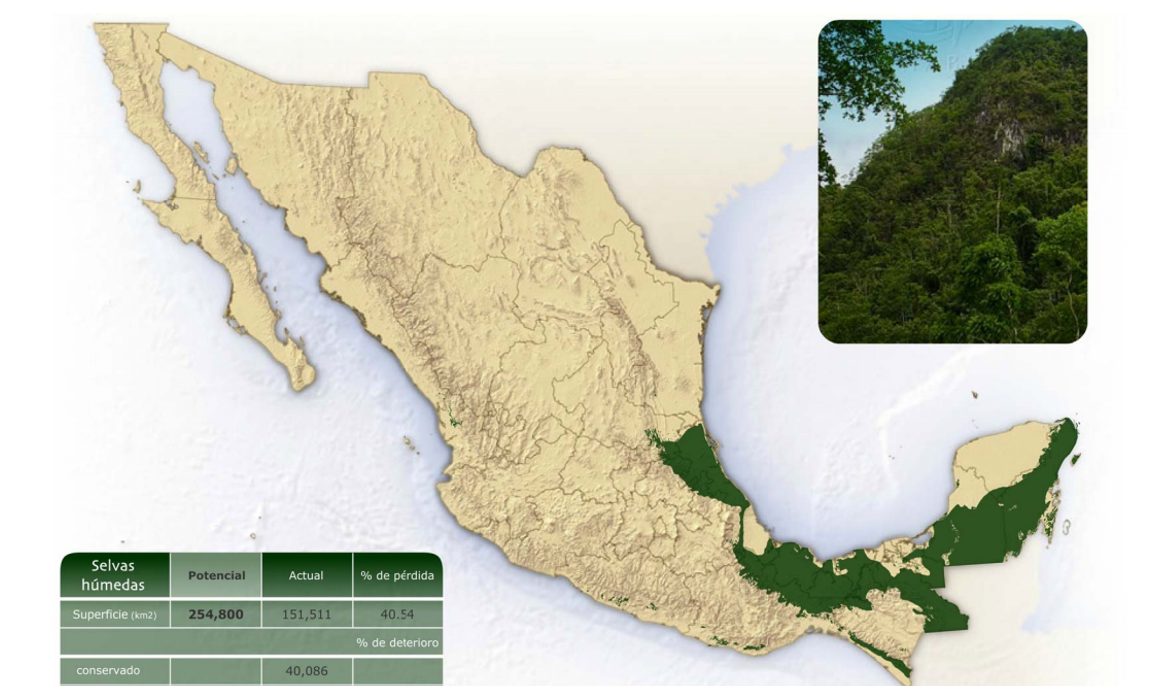 Selvas húmedas
Potencial
Actual
% de pérdida
Superficie (km2)
254,800
151,511
40.54
% de deterioro
conservado
40,086